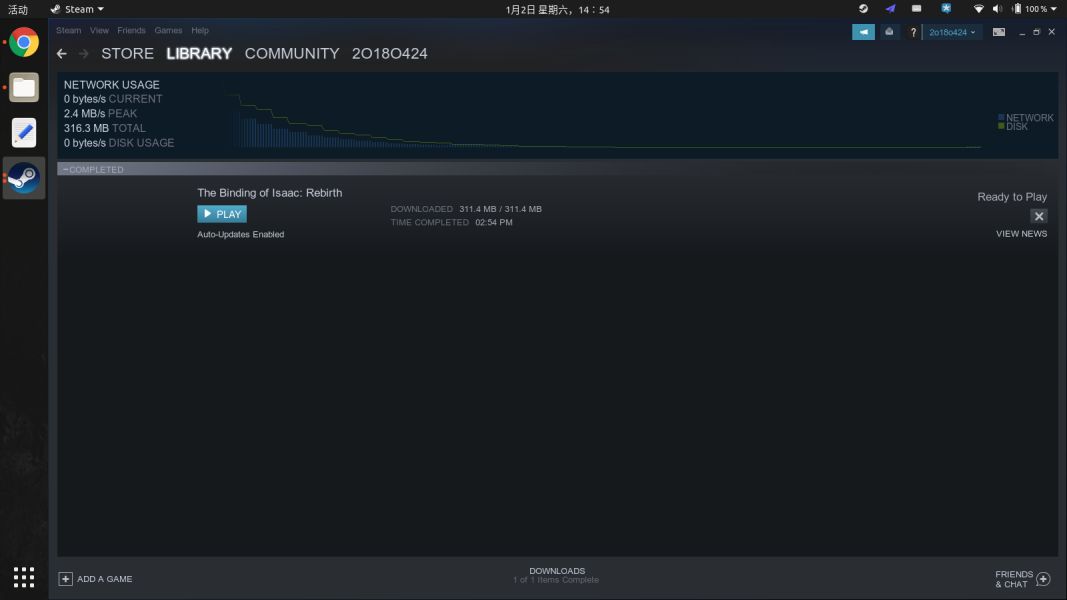 活动
Steam
1月2日 星期六，14：54
100 %
Steam View Friends Games Help
? 2o18o424
STORE LIBRARY COMMUNITY 2O18O424
NETWORK USAGE
0 bytes/s CURRENT
2.4 MB/s PEAK
316.3 MB TOTAL
0 bytes/s DISK USAGE
NETWORK
DISK
COMPLETED
The Binding of Isaac: Rebirth
PLAY
Auto-Updates Enabled
DOWNLOADED 311.4 MB / 311.4 MB
TIME COMPLETED 02:54 PM
Ready to Play
VIEW NEWS
ADD A GAME
DOWNLOADS
1 of 1 Items Complete
FRIENDS
& CHAT